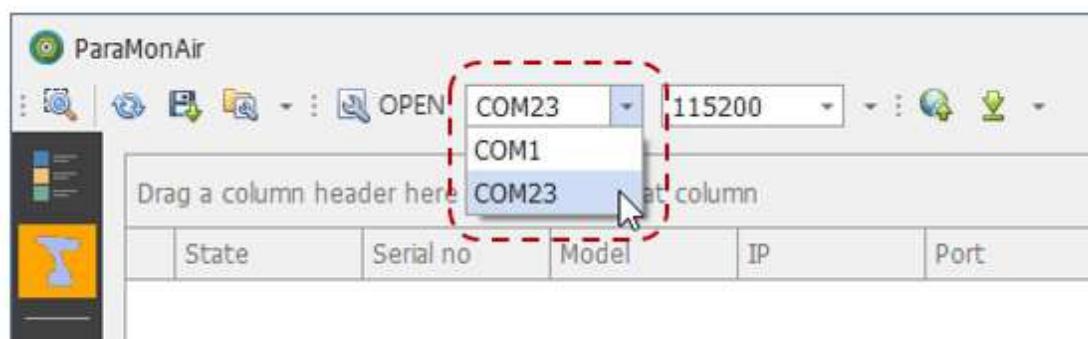 ParaMonAir
OPEN COM23 115200
COM1
COM23
Drag a column header here at column
State Serial no Model IP Port